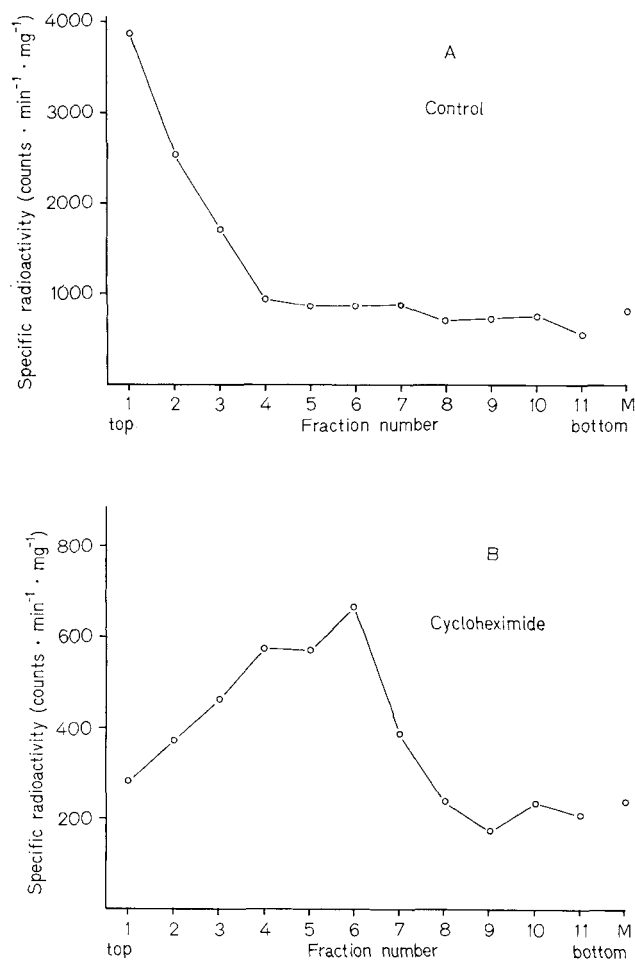 4000
3000
2000
1000
Specific radioactivity (counts · min⁻¹ · mg⁻¹)
A
Control
1 2 3 4 5 6 7 8 9 10 11 M
top Fraction number bottom
800
600
400
200
Specific radioactivity (counts · min⁻¹ · mg⁻¹)
B
Cycloheximide
1 2 3 4 5 6 7 8 9 10 11 M
top Fraction number bottom